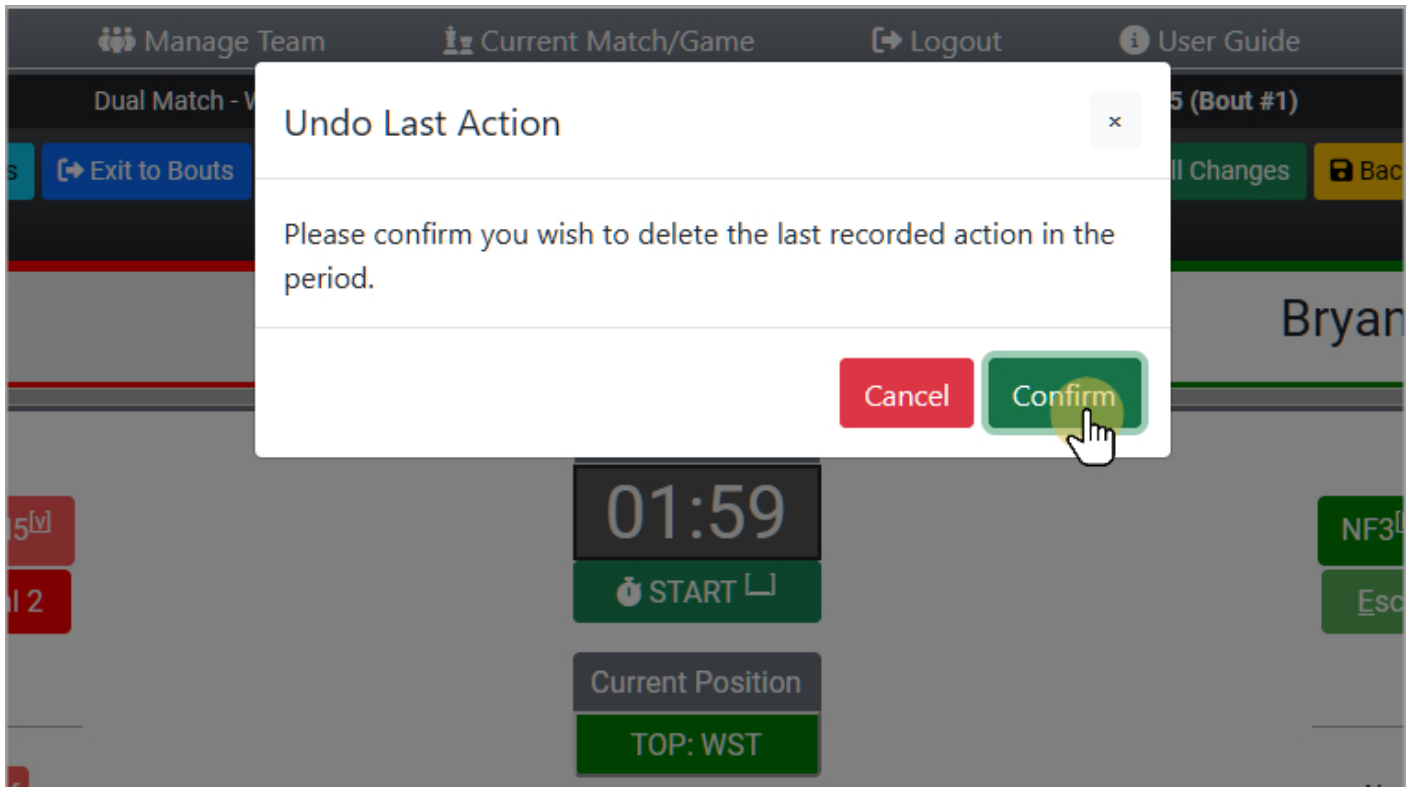 Manage Team Current Match/Game Logout User Guide
Dual Match - 5 (Bout #1)
Undo Last Action ×
s Exit to Bouts ll Changes Bac
Please confirm you wish to delete the last recorded action in the
period.
Bryan
Cancel Confirm
01:59
15[v] NF3[
START [_]
al 2 Esc
Current Position
TOP: WST